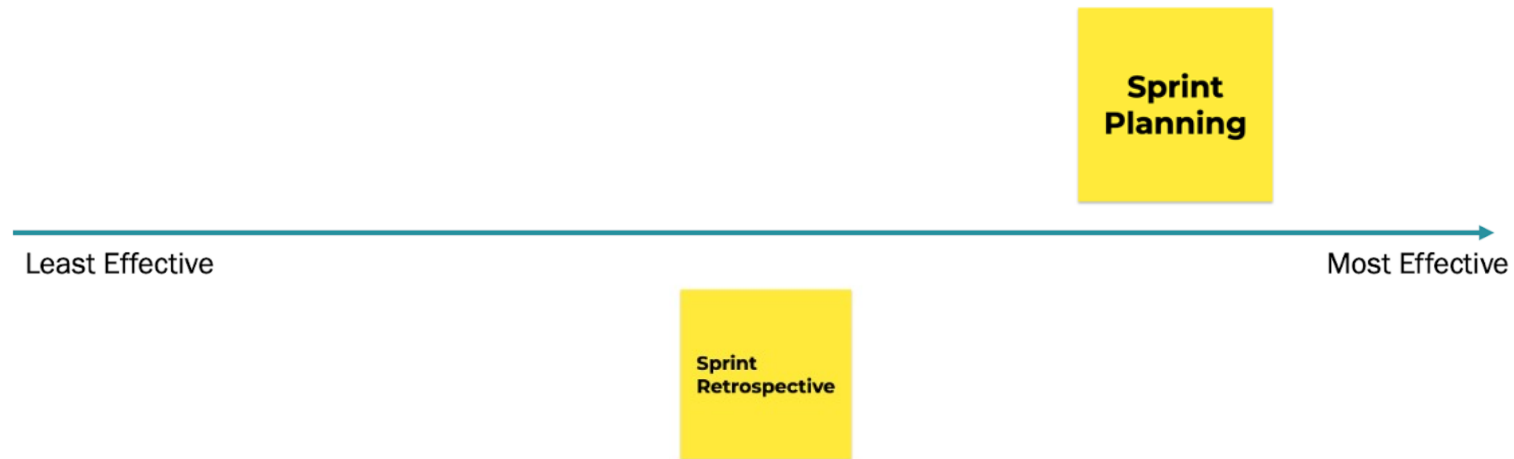 Sprint
Planning
Least Effective
Most Effective
Sprint
Retrospective